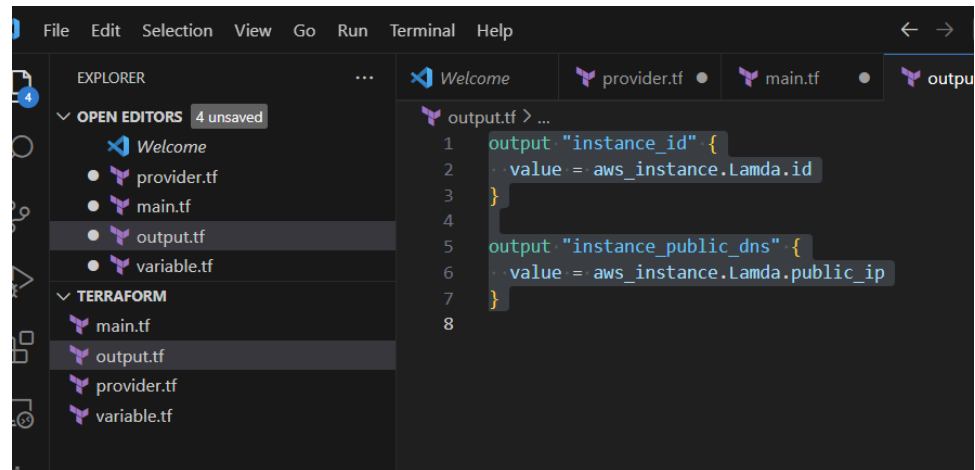 File Edit Selection View Go Run Terminal Help
EXPLORER
OPEN EDITORS 4 unsaved
Welcome
provider.tf
main.tf
output.tf
variable.tf
TERRAFORM
main.tf
output.tf
provider.tf
variable.tf
4
Welcome provider.tf main.tf outpu
output.tf > ...
1 output "instance_id" {
2 value = aws_instance.Lamda.id
3 }
4
5 output "instance_public_dns" {
6 value = aws_instance.Lamda.public_ip
7 }
8